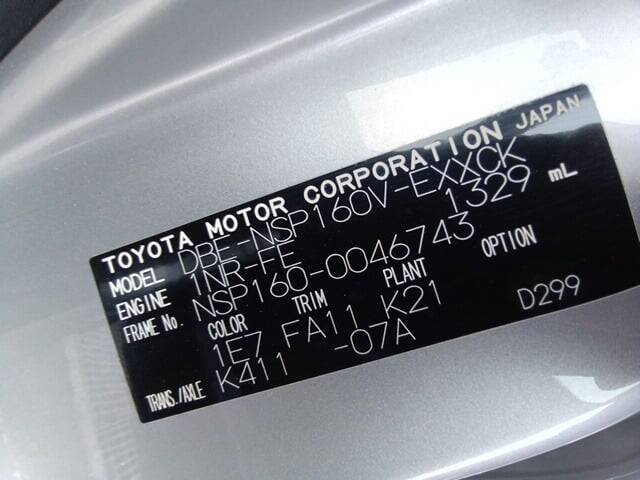 TOYOTA MOTOR CORPORATION JAPAN
MODEL DBE-NSP160V-EXXCK
ENGINE 1NR-FE 1329 mL
FRAME No. NSP160-0046743
COLOR TRIM PLANT OPTION
1E7 FA11 K21 D299
TRANS./AXLE K411 -07A